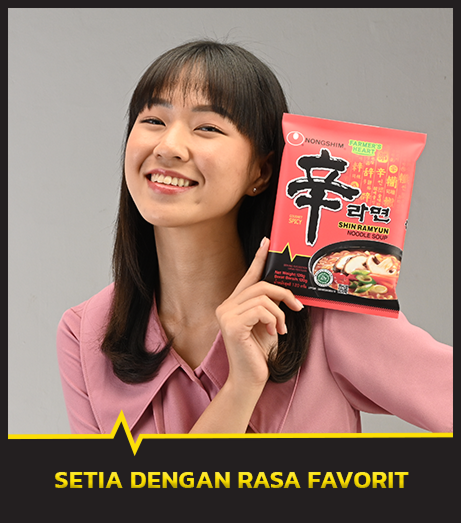 NONGSHIM
FARMER'S
HEART
辛
라면
SHIN RAMYUN
NOODLE SOUP
SETIA DENGAN RASA FAVORIT